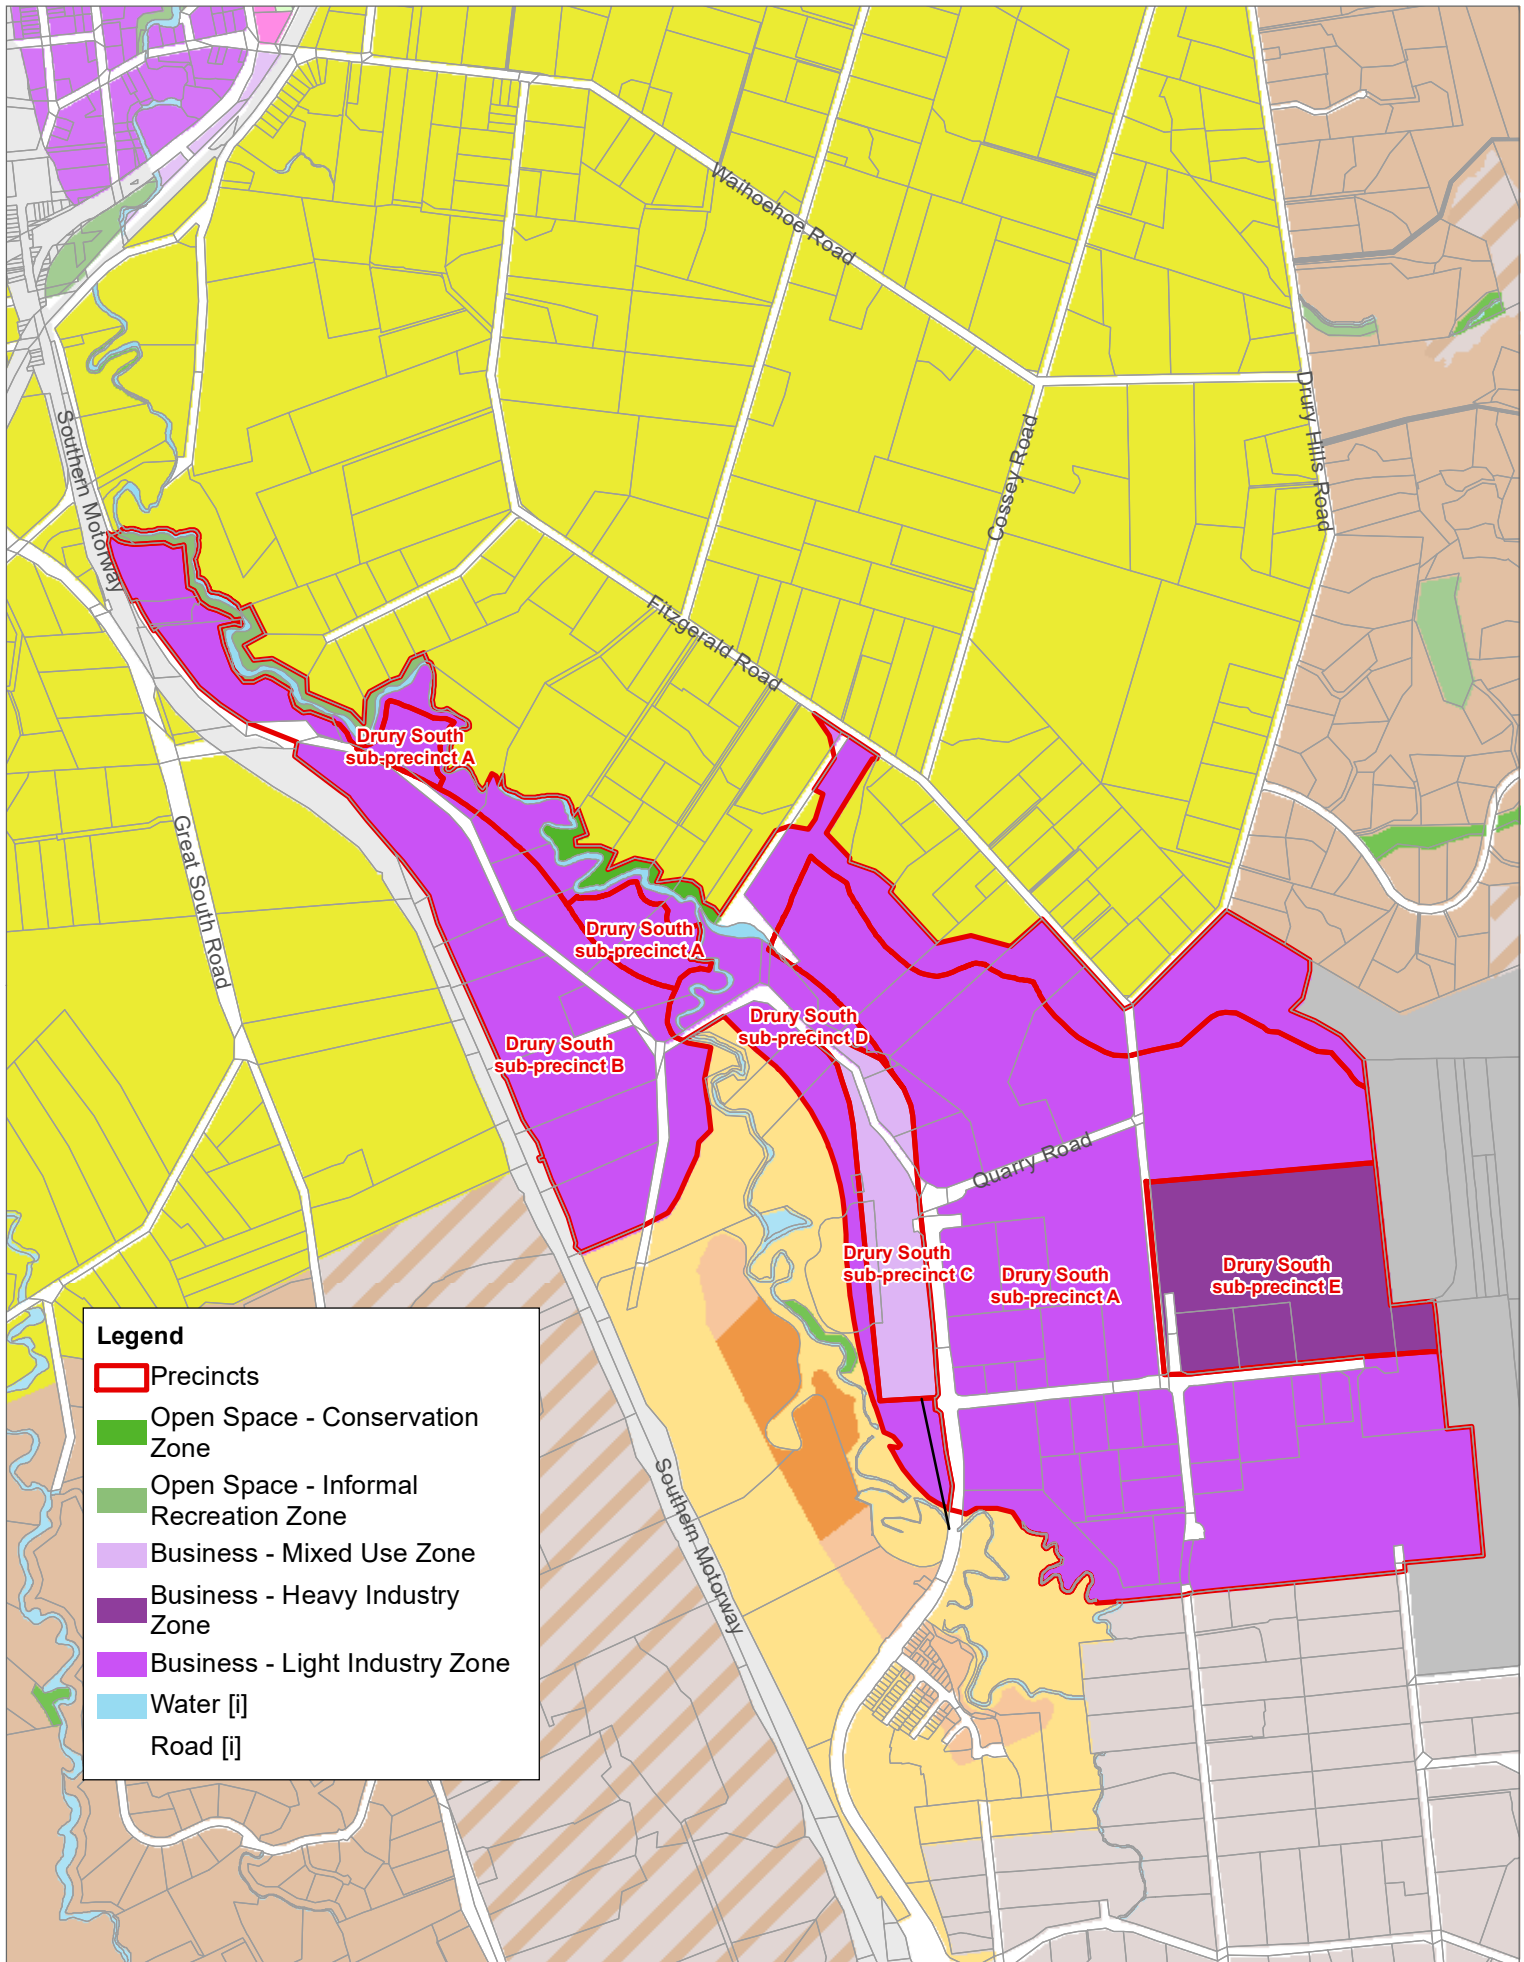 Waihoehoe Road
Cossey Road
Drury Hills Road
Southern Motorway
Fitzgerald Road
Drury South
sub-precinct A
Great South Road
Drury South
sub-precinct A
Drury South
sub-precinct D
Drury South
sub-precinct B
Quarry Road
Drury South
sub-precinct C
Drury South
sub-precinct A
Drury South
sub-precinct E
Southern Motorway
Legend
Precincts
Open Space - Conservation
Zone
Open Space - Informal
Recreation Zone
Business - Mixed Use Zone
Business - Heavy Industry
Zone
Business - Light Industry Zone
Water [i]
Road [i]